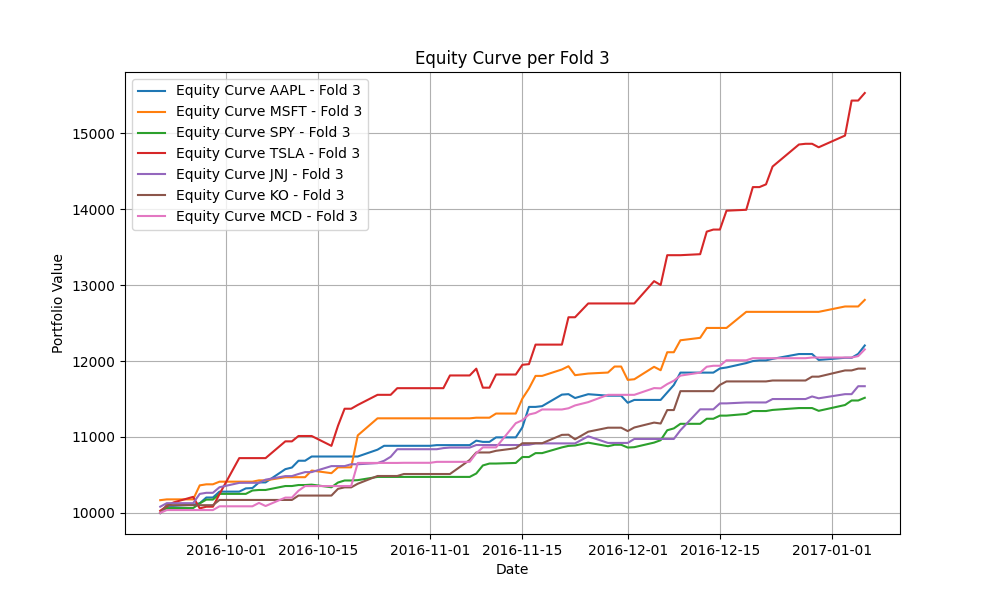 Equity Curve per Fold 3
Equity Curve AAPL - Fold 3
Equity Curve MSFT - Fold 3
Equity Curve SPY - Fold 3
Equity Curve TSLA - Fold 3
Equity Curve JNJ - Fold 3
Equity Curve KO - Fold 3
Equity Curve MCD - Fold 3
Portfolio Value
15000
14000
13000
12000
11000
10000
2016-10-01 2016-10-15 2016-11-01 2016-11-15 2016-12-01 2016-12-15 2017-01-01
Date